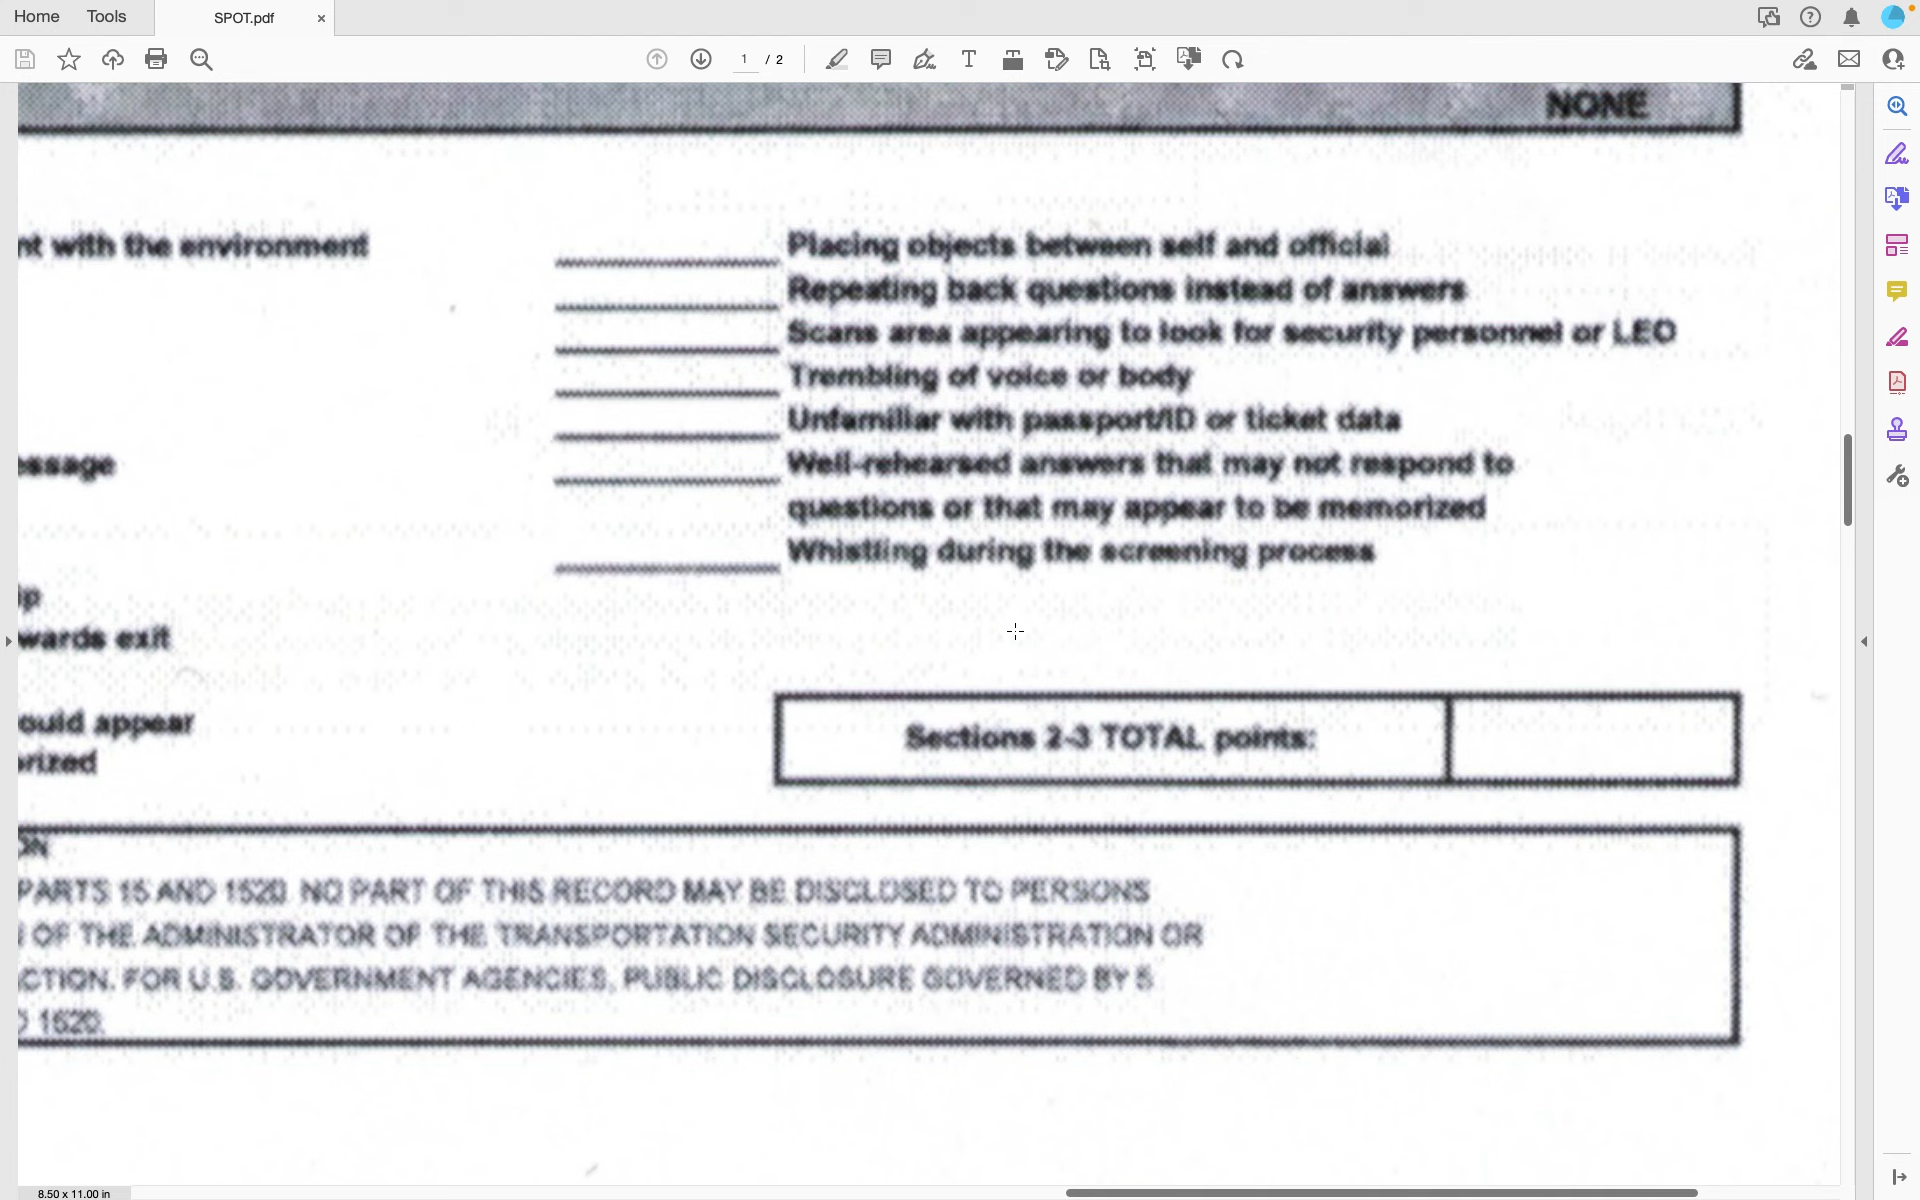 Home Tools SPOT.pdf ×
1 / 2
NONE
nt with the environment
Placing objects between self and official
Repeating back questions instead of answers
Scans area appearing to look for security personnel or LEO
Trembling of voice or body
Unfamiliar with passport/ID or ticket data
essage
Well-rehearsed answers that may not respond to
questions or that may appear to be memorized
Whistling during the screening process
ip
wards exit
ould appear
orized
Sections 2-3 TOTAL points:
ON
PARTS 15 AND 1520. NO PART OF THIS RECORD MAY BE DISCLOSED TO PERSONS
OF THE ADMINISTRATOR OF THE TRANSPORTATION SECURITY ADMINISTRATION OR
CTION. FOR U.S. GOVERNMENT AGENCIES, PUBLIC DISCLOSURE GOVERNED BY 5
1520.
8.50 x 11.00 in